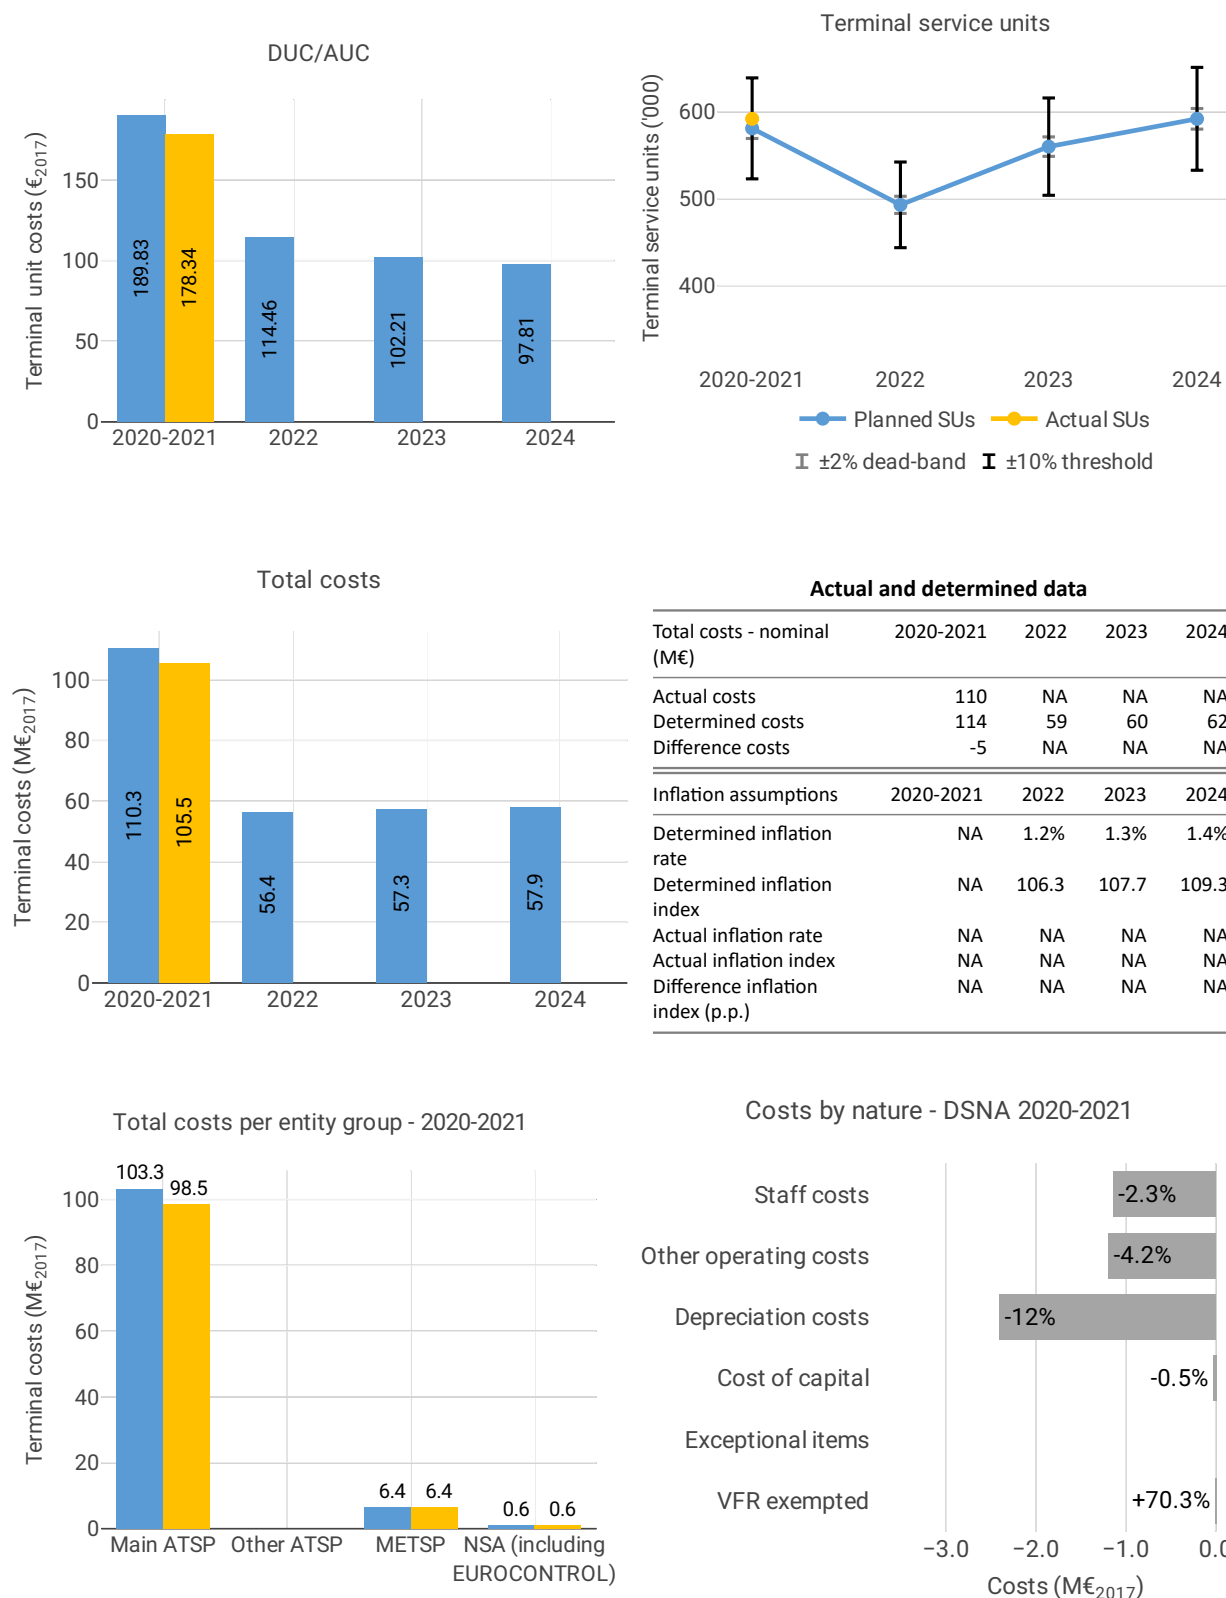 DUC/AUC
Terminal unit costs (€2017)
150
100
50
0
189.83
178.34
114.46
102.21
97.81
2020-2021 2022 2023 2024
Terminal service units
Terminal service units ('000)
600
500
400
2020-2021 2022 2023 2024
Planned SUs Actual SUs
±2% dead-band ±10% threshold
Total costs
Terminal costs (M€2017)
100
80
60
40
20
0
110.3
105.5
56.4
57.3
57.9
2020-2021 2022 2023 2024
Actual and determined data
Total costs - nominal 2020-2021 2022 2023 2024
(M€)
Actual costs 110 NA NA NA
Determined costs 114 59 60 62
Difference costs -5 NA NA NA
Inflation assumptions 2020-2021 2022 2023 2024
Determined inflation NA 1.2% 1.3% 1.4%
rate
Determined inflation NA 106.3 107.7 109.3
index
Actual inflation rate NA NA NA NA
Actual inflation index NA NA NA NA
Difference inflation NA NA NA NA
index (p.p.)
Total costs per entity group - 2020-2021
Terminal costs (M€2017)
100
80
60
40
20
0
103.3
98.5
6.4 6.4
0.6 0.6
Main ATSP Other ATSP METSP NSA (including
EUROCONTROL)
Costs by nature - DSNA 2020-2021
Staff costs -2.3%
Other operating costs -4.2%
Depreciation costs -12%
Cost of capital -0.5%
Exceptional items
VFR exempted +70.3%
−3.0 −2.0 −1.0 0.0
Costs (M€2017)